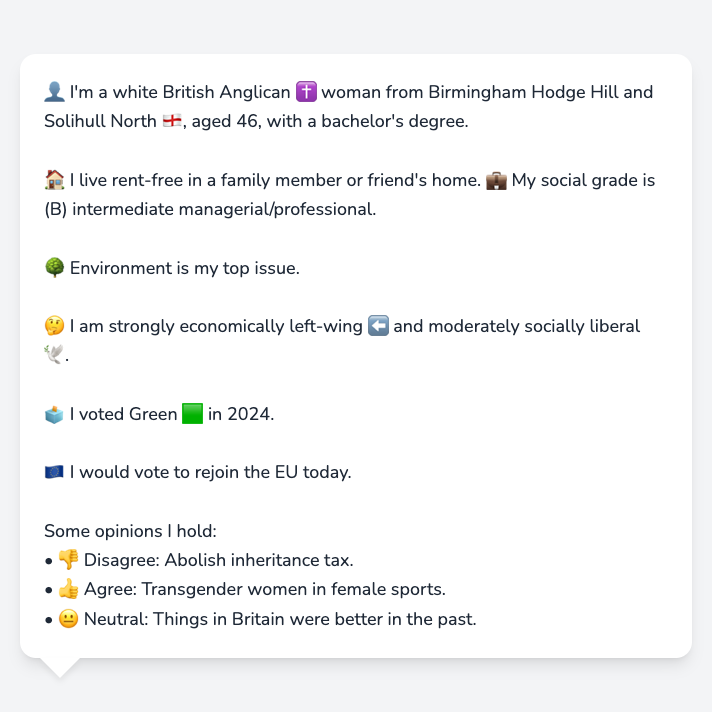 👤 I'm a white British Anglican ✝️ woman from Birmingham Hodge Hill and
Solihull North 🏴󠁧󠁢󠁥󠁮󠁧󠁿, aged 46, with a bachelor's degree.
🏠 I live rent-free in a family member or friend's home. 💼 My social grade is
(B) intermediate managerial/professional.
🌳 Environment is my top issue.
🤔 I am strongly economically left-wing ⬅️ and moderately socially liberal
🕊️.
🗳️ I voted Green 🟩 in 2024.
🇪🇺 I would vote to rejoin the EU today.
Some opinions I hold:
• 👎 Disagree: Abolish inheritance tax.
• 👍 Agree: Transgender women in female sports.
• 😐 Neutral: Things in Britain were better in the past.